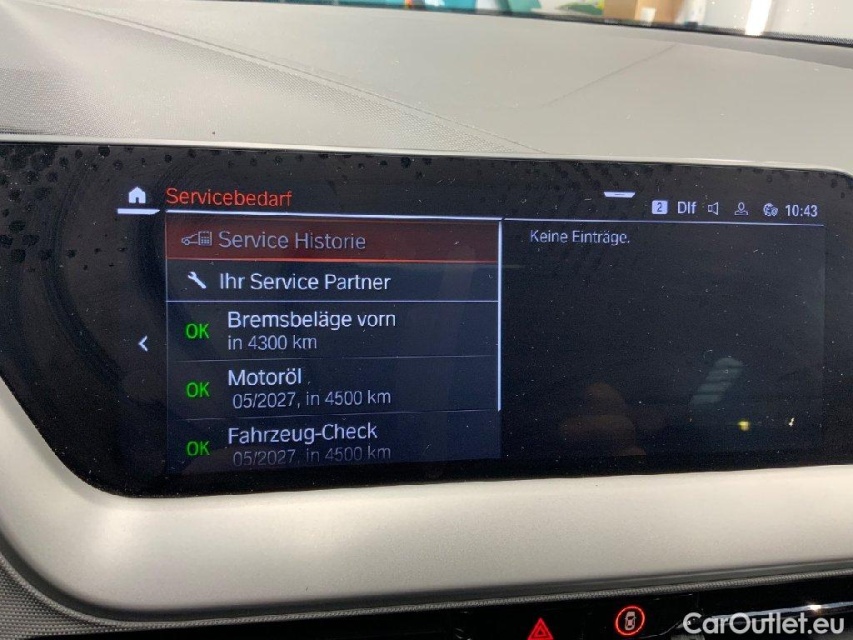 Servicebedarf
2 Dlf 10:43
Service Historie
Keine Einträge.
Ihr Service Partner
OK Bremsbeläge vorn
in 4300 km
OK Motoröl
05/2027, in 4500 km
OK Fahrzeug-Check
05/2027, in 4500 km
CarOutlet.eu